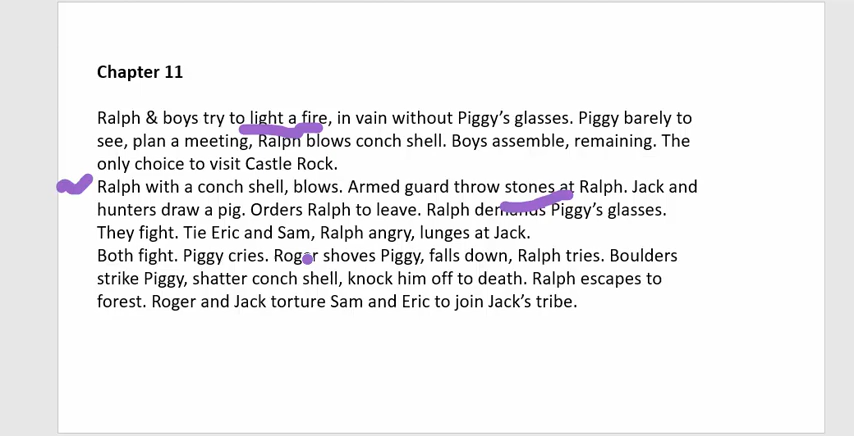 Chapter 11
Ralph & boys try to light a fire, in vain without Piggy's glasses. Piggy barely to
see, plan a meeting, Ralph blows conch shell. Boys assemble, remaining. The
only choice to visit Castle Rock.
Ralph with a conch shell, blows. Armed guard throw stones at Ralph. Jack and
hunters draw a pig. Orders Ralph to leave. Ralph demands Piggy's glasses.
They fight. Tie Eric and Sam, Ralph angry, lunges at Jack.
Both fight. Piggy cries. Roger shoves Piggy, falls down, Ralph tries. Boulders
strike Piggy, shatter conch shell, knock him off to death. Ralph escapes to
forest. Roger and Jack torture Sam and Eric to join Jack's tribe.